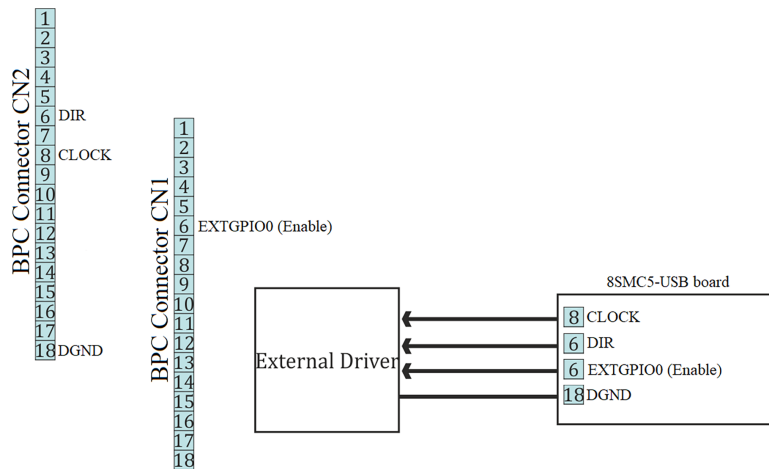 BPC Connector CN2
1
2
3
4
5
6 DIR
7
8 CLOCK
9
10
11
12
13
14
15
16
17
18 DGND
BPC Connector CN1
1
2
3
4
5
6 EXTGPIO0 (Enable)
7
8
9
10
11
12
13
14
15
16
17
18
External Driver
8SMC5-USB board
8 CLOCK
6 DIR
6 EXTGPIO0 (Enable)
18 DGND